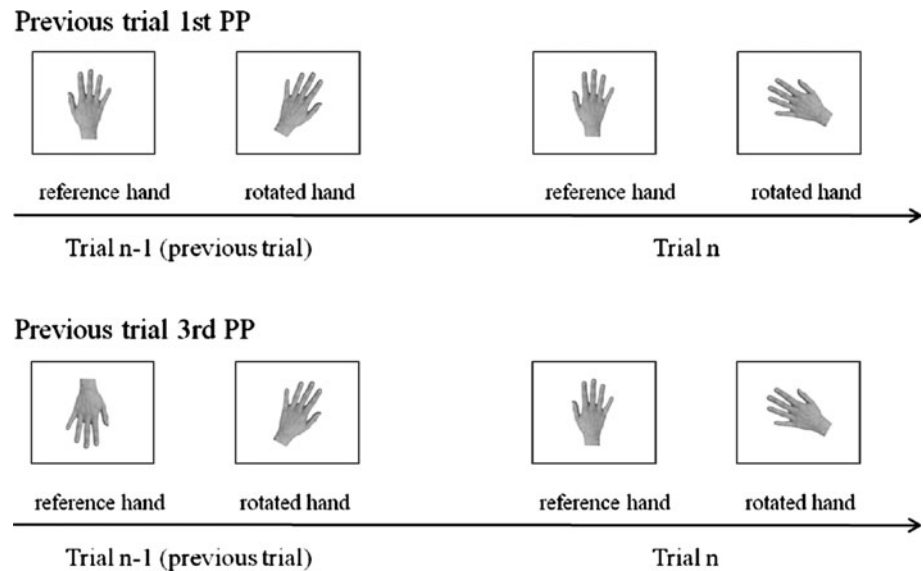 Previous trial 1st PP
reference hand rotated hand reference hand rotated hand
Trial n-1 (previous trial) Trial n
Previous trial 3rd PP
reference hand rotated hand reference hand rotated hand
Trial n-1 (previous trial) Trial n